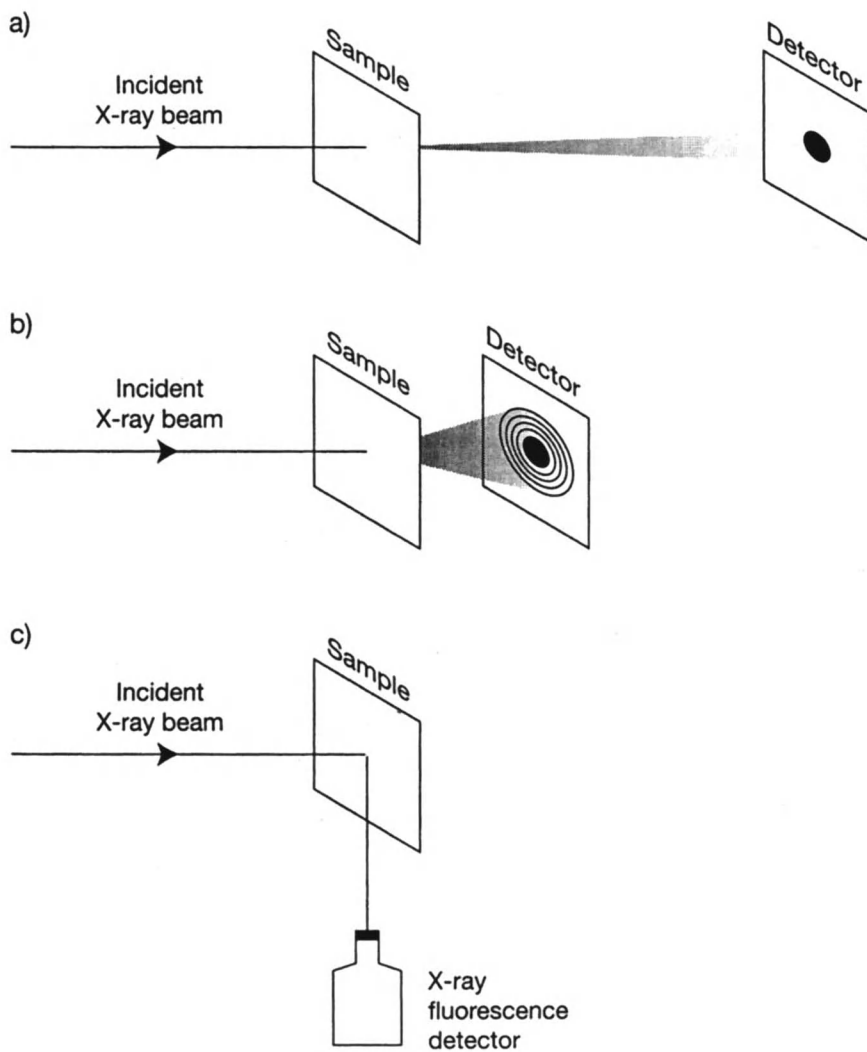 a)
Sample
Detector
Incident
X-ray beam
b)
Sample
Detector
Incident
X-ray beam
c)
Sample
Incident
X-ray beam
X-ray
fluorescence
detector